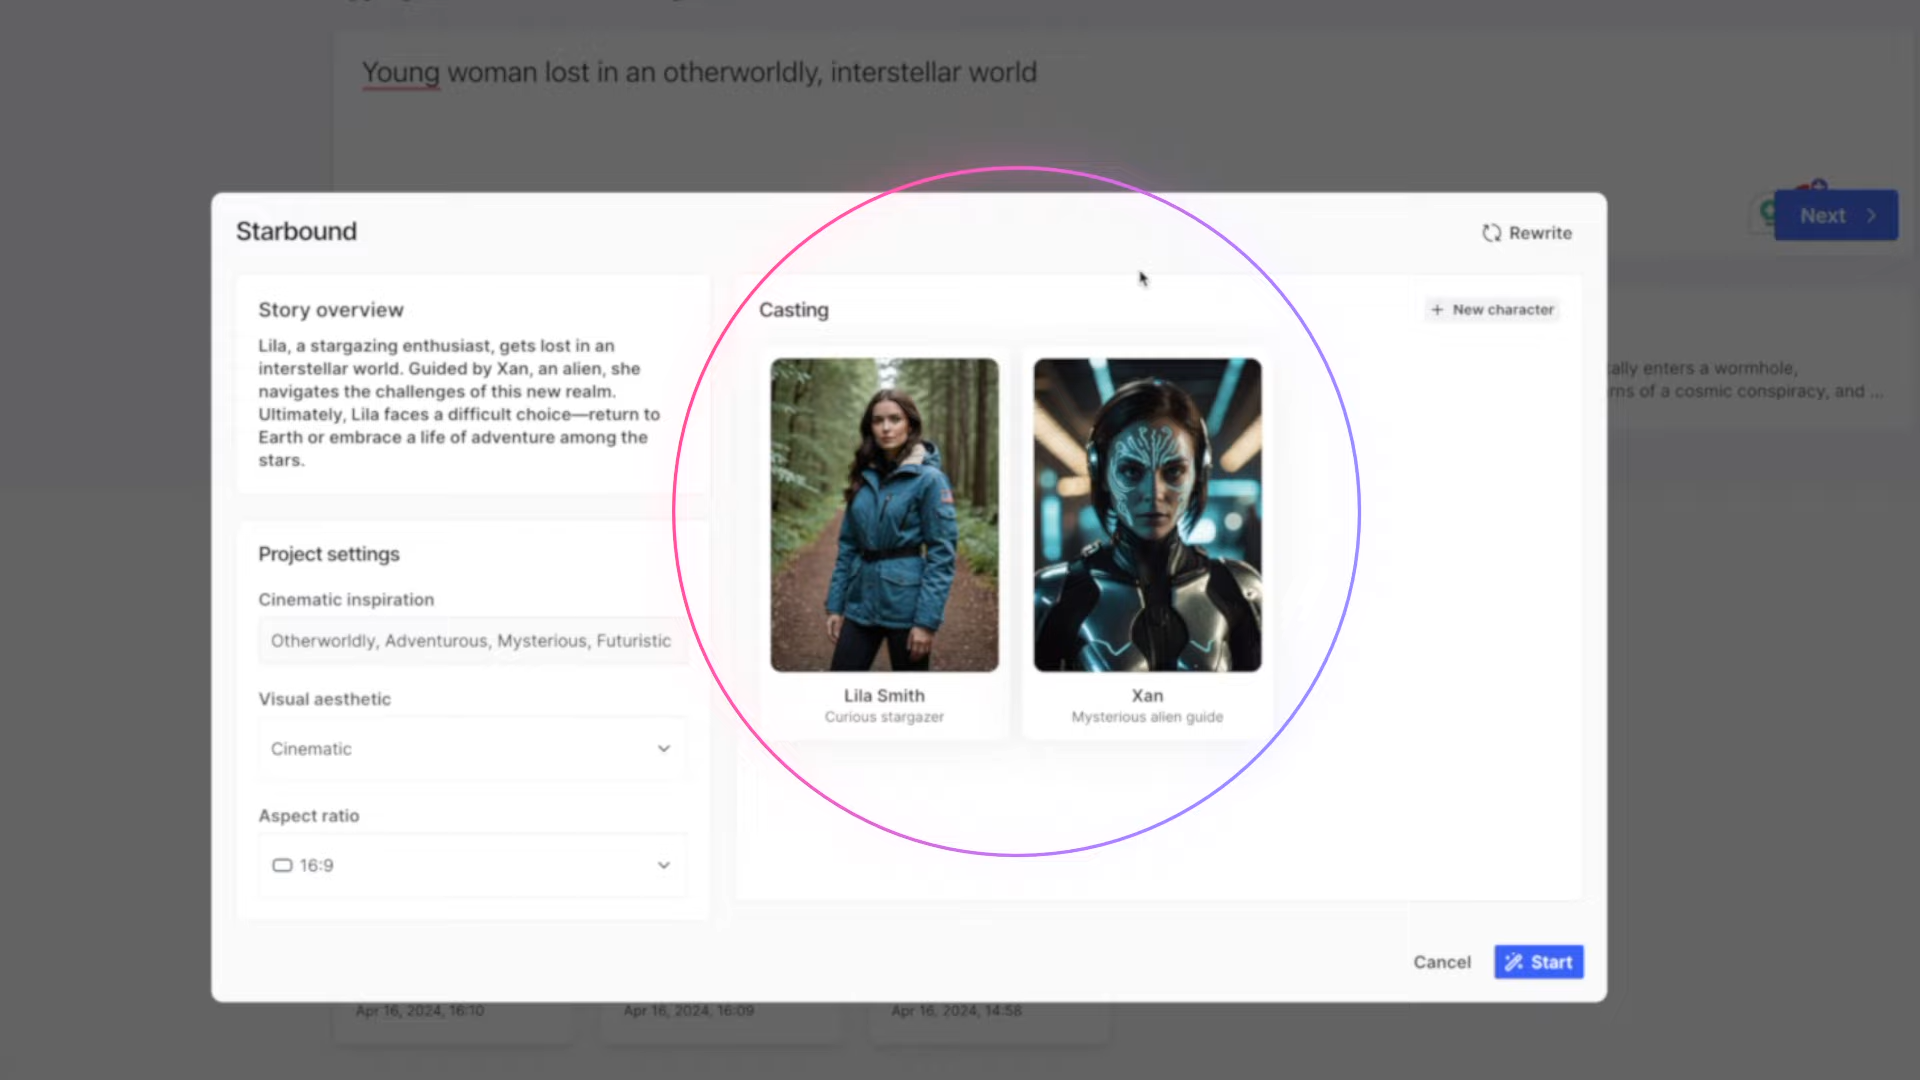 Young woman lost in an otherworldly, interstellar world
Next
Starbound
Rewrite
Story overview
Lila, a stargazing enthusiast, gets lost in an
interstellar world. Guided by Xan, an alien, she
navigates the challenges of this new realm.
Ultimately, Lila faces a difficult choice—return to
Earth or embrace a life of adventure among the
stars.
Project settings
Cinematic inspiration
Otherworldly, Adventurous, Mysterious, Futuristic
Visual aesthetic
Cinematic
Aspect ratio
16:9
Casting
+ New character
Lila Smith
Curious stargazer
Xan
Mysterious alien guide
enters a wormhole,
of a cosmic conspiracy, and ...
Cancel
Start
Apr 16, 2024, 16:10
Apr 16, 2024, 16:09
Apr 16, 2024, 14:58